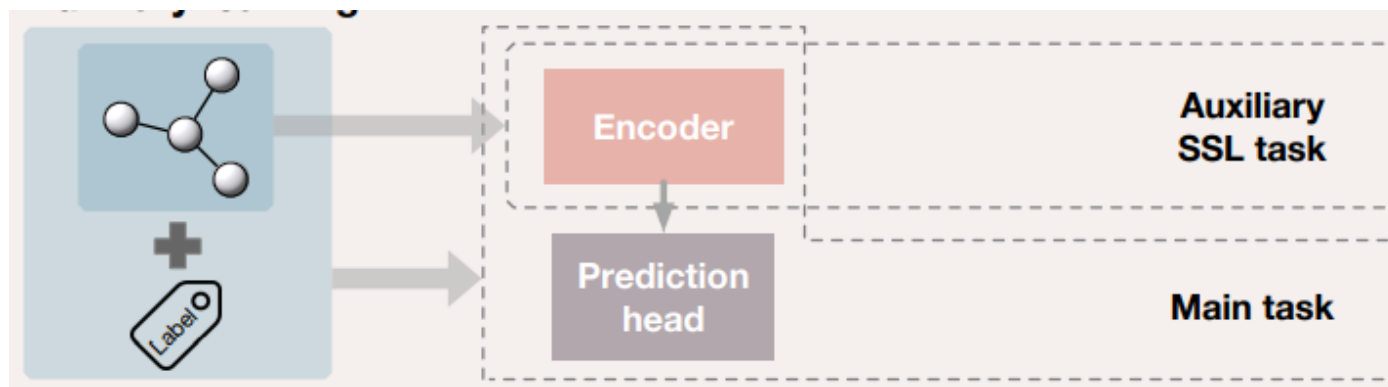 Encoder
Auxiliary
SSL task
Label
Prediction
head
Main task